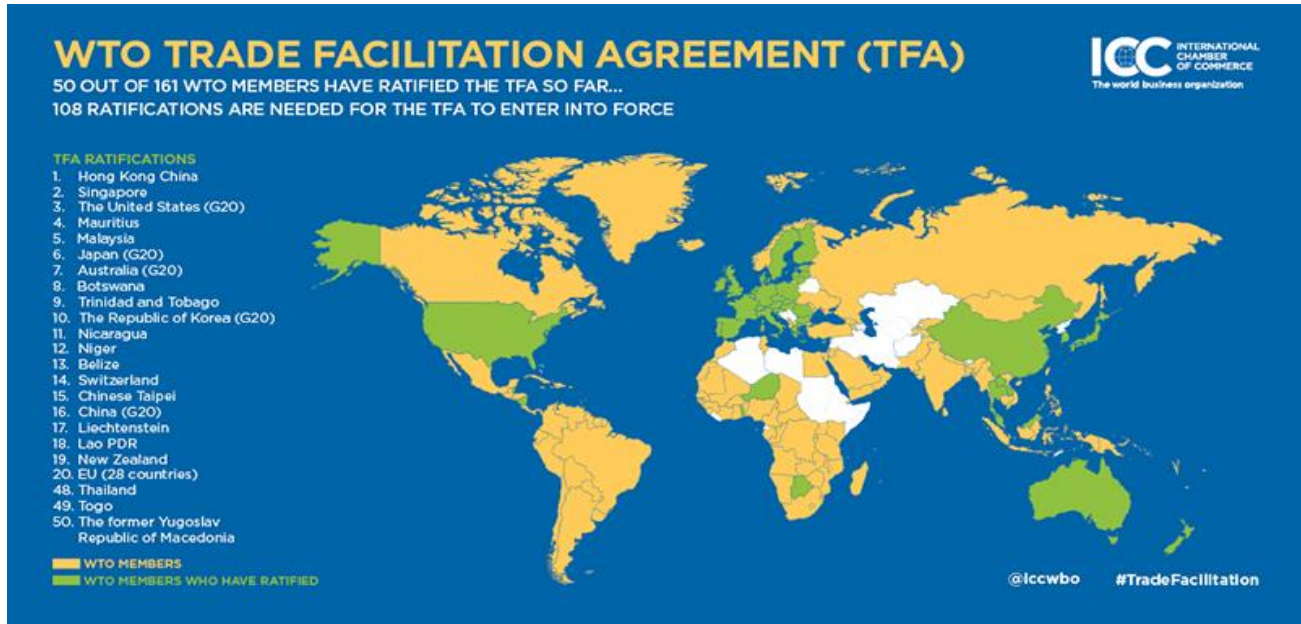 WTO TRADE FACILITATION AGREEMENT (TFA)
50 OUT OF 161 WTO MEMBERS HAVE RATIFIED THE TFA SO FAR...
108 RATIFICATIONS ARE NEEDED FOR THE TFA TO ENTER INTO FORCE
ICC INTERNATIONAL
CHAMBER
OF COMMERCE
The world business organization
TFA RATIFICATIONS
1. Hong Kong China
2. Singapore
3. The United States (G20)
4. Mauritius
5. Malaysia
6. Japan (G20)
7. Australia (G20)
8. Botswana
9. Trinidad and Tobago
10. The Republic of Korea (G20)
11. Nicaragua
12. Niger
13. Belize
14. Switzerland
15. Chinese Taipei
16. China (G20)
17. Liechtenstein
18. Lao PDR
19. New Zealand
20. EU (28 countries)
48. Thailand
49. Togo
50. The former Yugoslav
Republic of Macedonia
WTO MEMBERS
WTO MEMBERS WHO HAVE RATIFIED
@iccwbo #TradeFacilitation